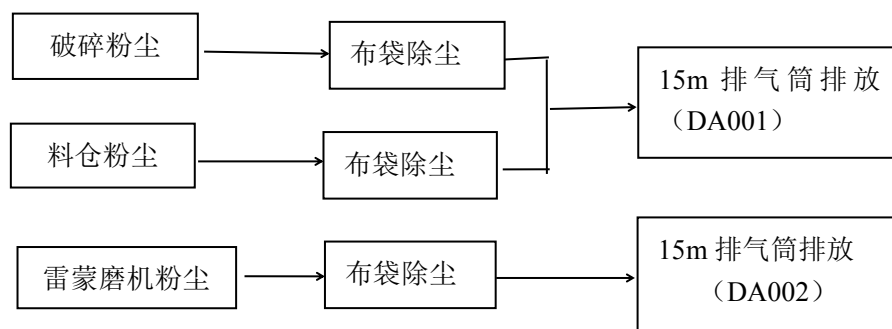 破碎粉尘
布袋除尘
15m 排气筒排放
（DA001）
料仓粉尘
布袋除尘
雷蒙磨机粉尘
布袋除尘
15m 排气筒排放
（DA002）